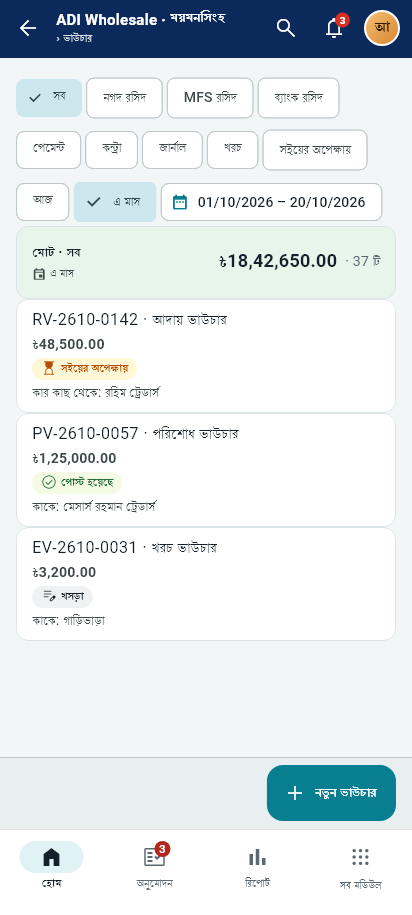 ADI Wholesale · ময়মনসিংহ
› ভাউচার
3
আ
সব
নগদ রসিদ
MFS রসিদ
ব্যাংক রসিদ
পেমেন্ট
কন্ট্রা
জার্নাল
খরচ
সইয়ের অপেক্ষায়
আজ
এ মাস
01/10/2026 – 20/10/2026
মোট · সব
৳18,42,650.00 · 37 টি
এ মাস
RV-2610-0142 · আদায় ভাউচার
৳48,500.00
সইয়ের অপেক্ষায়
কার কাছ থেকে: রহিম ট্রেডার্স
PV-2610-0057 · পরিশোধ ভাউচার
৳1,25,000.00
পোস্ট হয়েছে
কাকে: মেসার্স রহমান ট্রেডার্স
EV-2610-0031 · খরচ ভাউচার
৳3,200.00
খসড়া
কাকে: গাড়িভাড়া
নতুন ভাউচার
3
হোম
অনুমোদন
রিপোর্ট
সব মডিউল